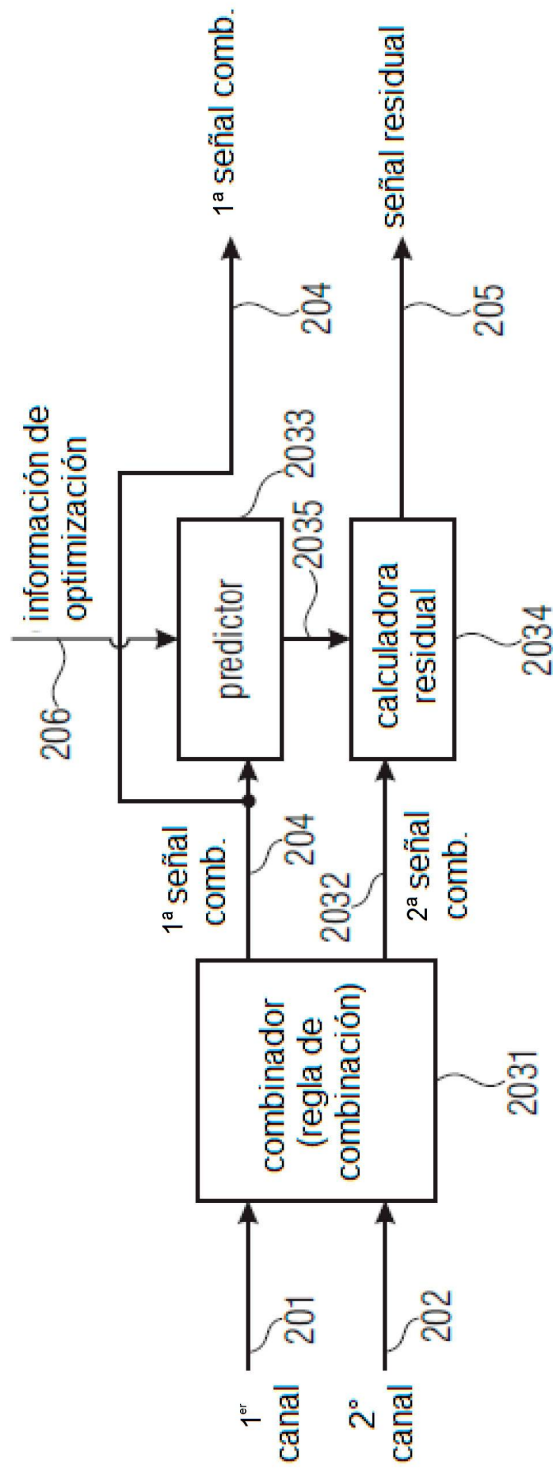 1er
canal
201
2º
canal
202
combinador
(regla de
combinación)
2031
1ª señal
comb.
204
2032
2ª señal
comb.
206
información de
optimización
predictor
2033
2035
calculadora
residual
2034
204
1ª señal comb.
205
señal residual